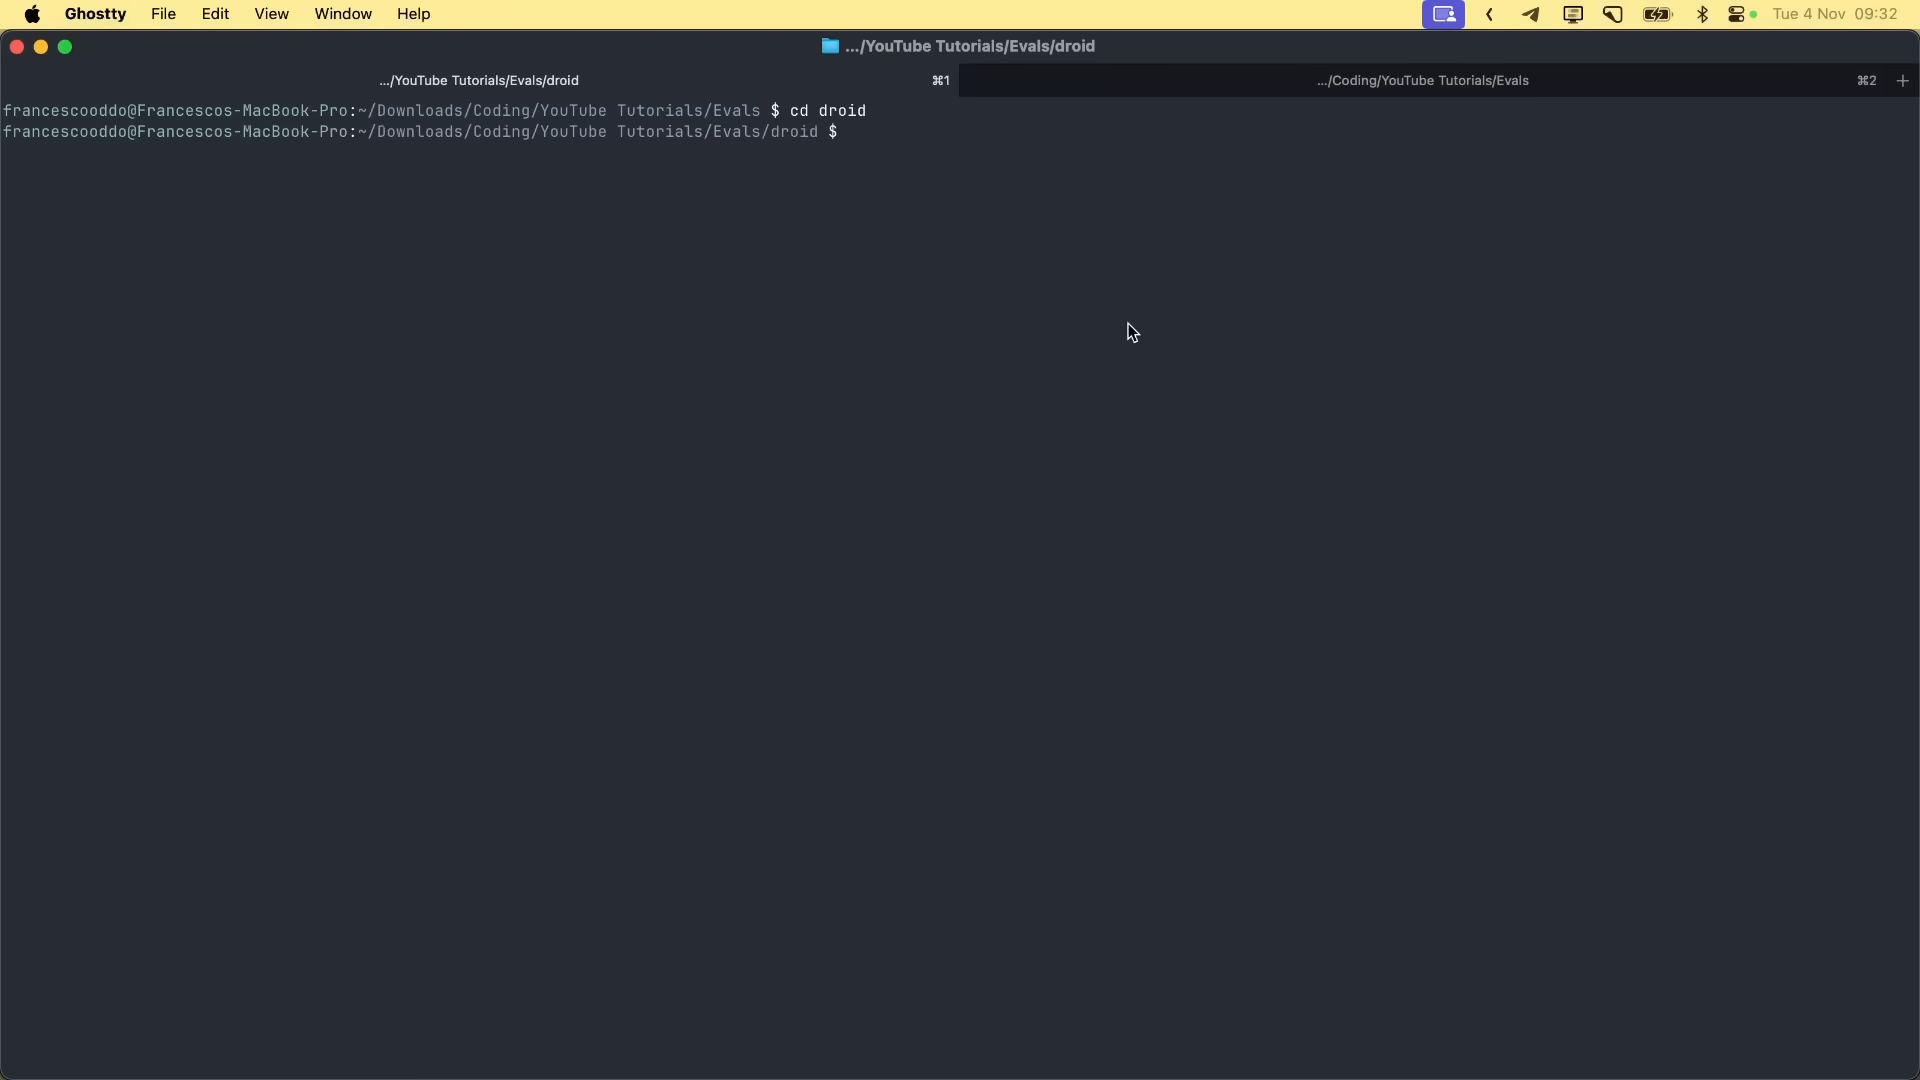 Ghostty File Edit View Window Help Tue 4 Nov 09:32
.../YouTube Tutorials/Evals/droid
.../YouTube Tutorials/Evals/droid ⌘1 .../Coding/YouTube Tutorials/Evals ⌘2 +
francescooddo@Francescos-MacBook-Pro:~/Downloads/Coding/YouTube Tutorials/Evals $ cd droid
francescooddo@Francescos-MacBook-Pro:~/Downloads/Coding/YouTube Tutorials/Evals/droid $